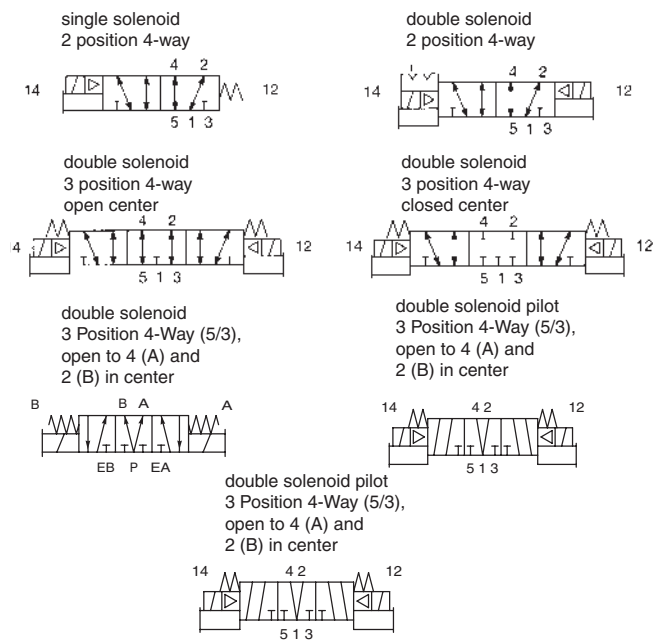 single solenoid
2 position 4-way
4 2
14 12
5 1 3
double solenoid
2 position 4-way
4 2
14 12
5 1 3
double solenoid
3 position 4-way
open center
4 2
4 12
5 1 3
double solenoid
3 position 4-way
closed center
4 2
14 12
5 1 3
double solenoid
3 Position 4-Way (5/3),
open to 4 (A) and
2 (B) in center
B B A A
EB P EA
double solenoid pilot
3 Position 4-Way (5/3),
open to 4 (A) and
2 (B) in center
14 4 2 12
5 1 3
double solenoid pilot
3 Position 4-Way (5/3),
open to 4 (A) and
2 (B) in center
14 4 2 12
5 1 3